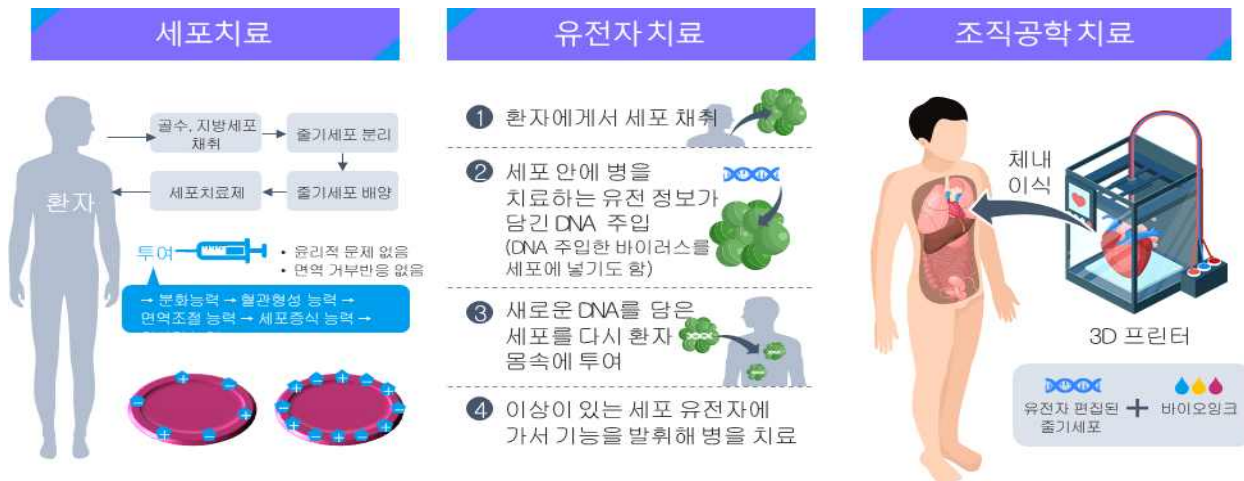 세포치료
골수, 지방세포
채취
줄기세포 분리
줄기세포 배양
세포치료제
환자
투여
• 윤리적 문제 없음
• 면역 거부반응 없음
→ 분화능력 → 혈관형성 능력 →
면역조절 능력 → 세포증식 능력 →
유전자 치료
1 환자에게서 세포 채취
2 세포 안에 병을
치료하는 유전 정보가
담긴 DNA 주입
(DNA 주입한 바이러스를
세포에 넣기도 함)
3 새로운 DNA를 담은
세포를 다시 환자
몸속에 투여
4 이상이 있는 세포 유전자에
가서 기능을 발휘해 병을 치료
조직공학 치료
체내
이식
3D 프린터
유전자 편집된
줄기세포
+
바이오잉크